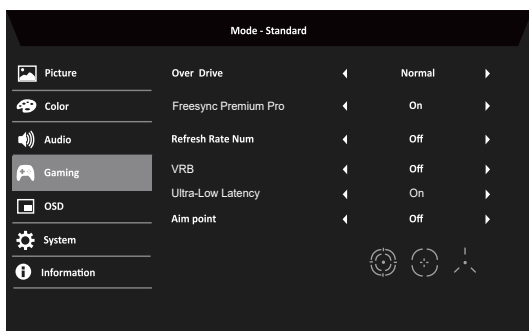 Mode - Standard
Picture
Over Drive Normal
Color
Freesync Premium Pro On
Audio
Refresh Rate Num Off
Gaming
VRB Off
Ultra-Low Latency On
OSD
Aim point Off
System
Information